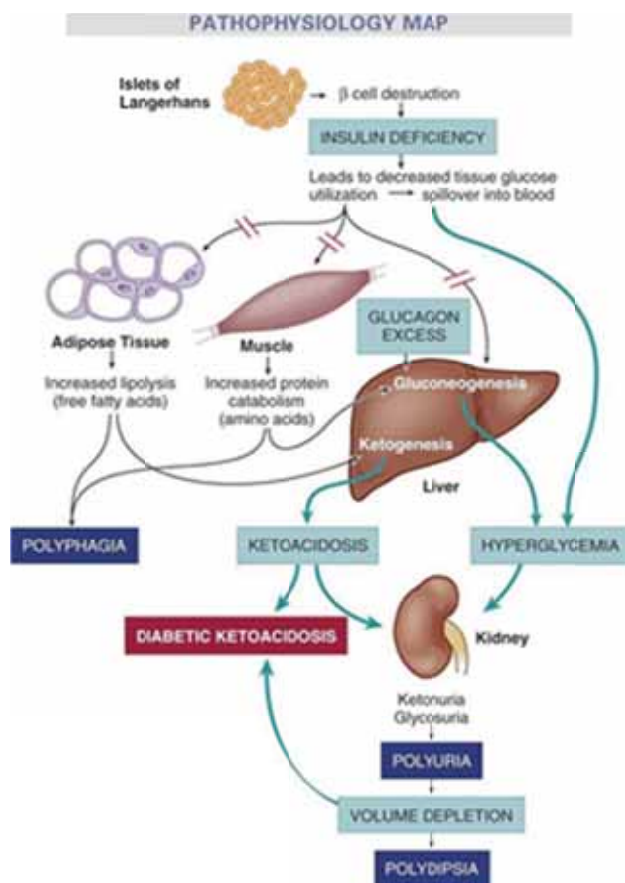 PATHOPHYSIOLOGY MAP
Islets of
Langerhans
β cell destruction
INSULIN DEFICIENCY
Leads to decreased tissue glucose
utilization
spillover into blood
GLUCAGON
EXCESS
Adipose Tissue
Muscle
Increased lipolysis
(free fatty acids)
Increased protein
catabolism
(amino acids)
Gluconeogenesis
Ketogenesis
Liver
POLYPHAGIA
KETOACIDOSIS
HYPERGLYCEMIA
DIABETIC KETOACIDOSIS
Kidney
Ketonuria
Glycosuria
POLYURIA
VOLUME DEPLETION
POLYDIPSIA